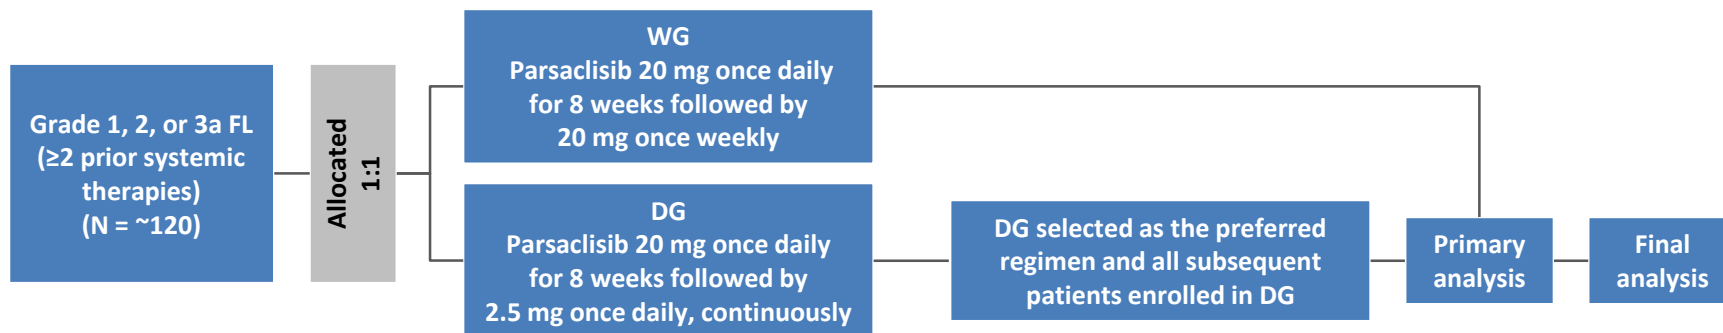 Grade 1, 2, or 3a FL
(≥2 prior systemic
therapies)
(N = ~120)
Allocated
1:1
WG
Parsaclisib 20 mg once daily
for 8 weeks followed by
20 mg once weekly
DG
Parsaclisib 20 mg once daily
for 8 weeks followed by
2.5 mg once daily, continuously
DG selected as the preferred
regimen and all subsequent
patients enrolled in DG
Primary
analysis
Final
analysis